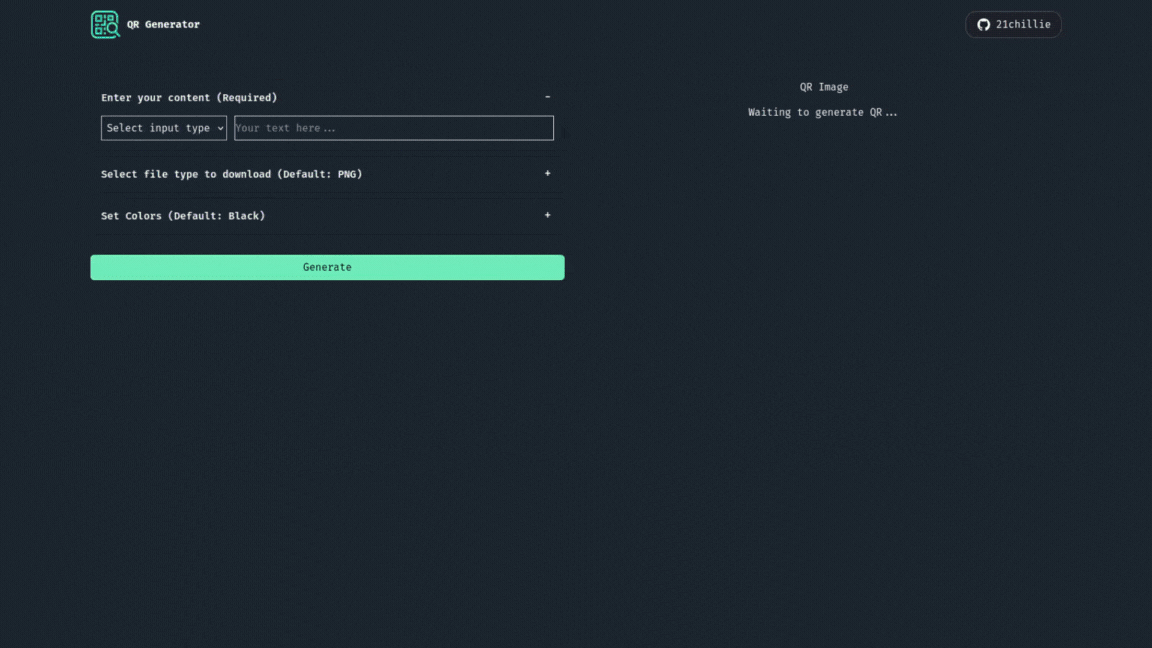 QR Generator
21chillie
Enter your content (Required)
-
Select input type
Your text here...
Select file type to download (Default: PNG)
+
Set Colors (Default: Black)
+
Generate
QR Image
Waiting to generate QR...